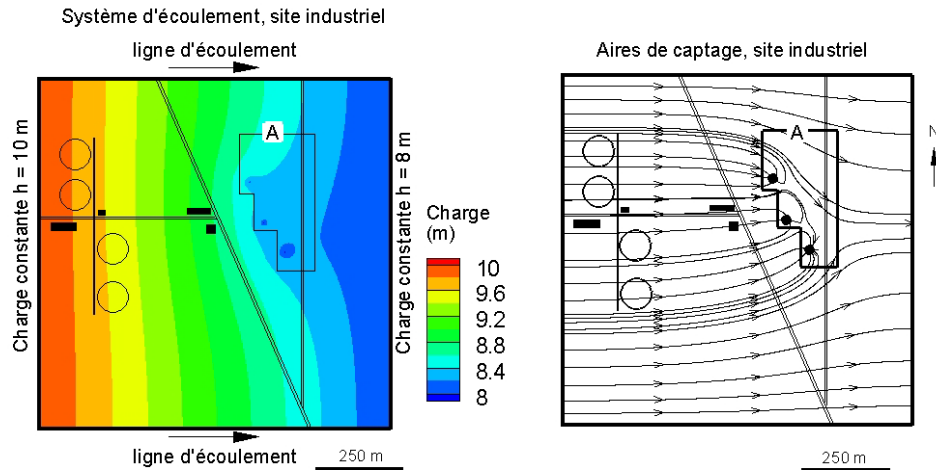 Système d'écoulement, site industriel
ligne d'écoulement
Charge constante h = 10 m
A
Charge constante h = 8 m
Charge
(m)
10
9.6
9.2
8.8
8.4
8
ligne d'écoulement
250 m
Aires de captage, site industriel
A
N
250 m